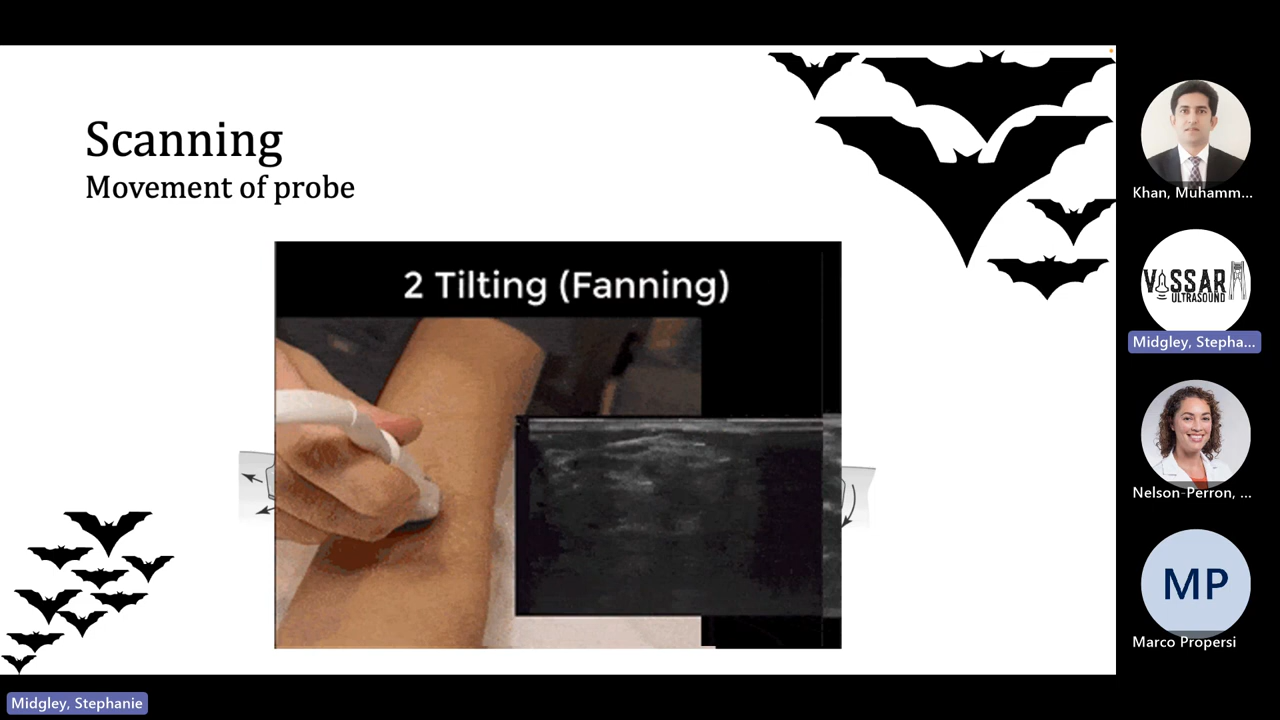 Scanning
Movement of probe
2 Tilting (Fanning)
Khan, Muhamm...
VASSAR
ULTRASOUND
Midgley, Stepha...
Nelson-Perron, ...
MP
Marco Propersi
Midgley, Stephanie